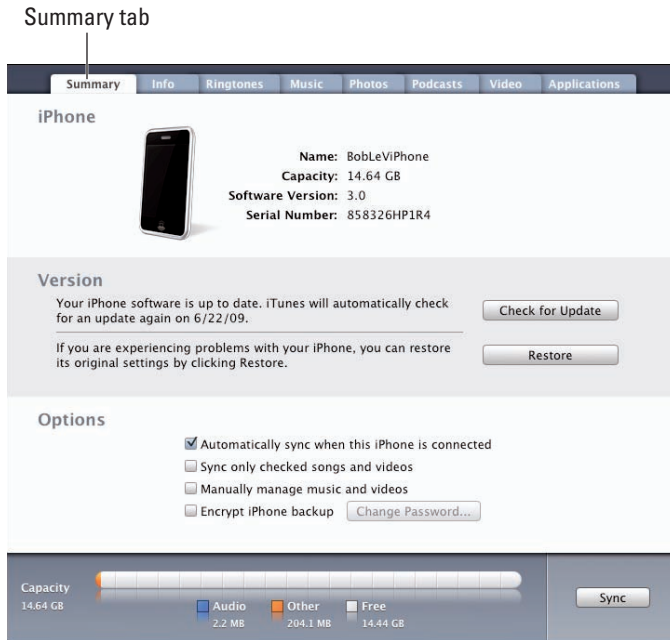 Summary tab
Summary Info Ringtones Music Photos Podcasts Video Applications
iPhone
Name: BobLeViPhone
Capacity: 14.64 GB
Software Version: 3.0
Serial Number: 858326HP1R4
Version
Your iPhone software is up to date. iTunes will automatically check
for an update again on 6/22/09.
Check for Update
If you are experiencing problems with your iPhone, you can restore
its original settings by clicking Restore.
Restore
Options
Automatically sync when this iPhone is connected
Sync only checked songs and videos
Manually manage music and videos
Encrypt iPhone backup Change Password...
Capacity
14.64 GB
Audio Other Free
2.2 MB 204.1 MB 14.44 GB
Sync